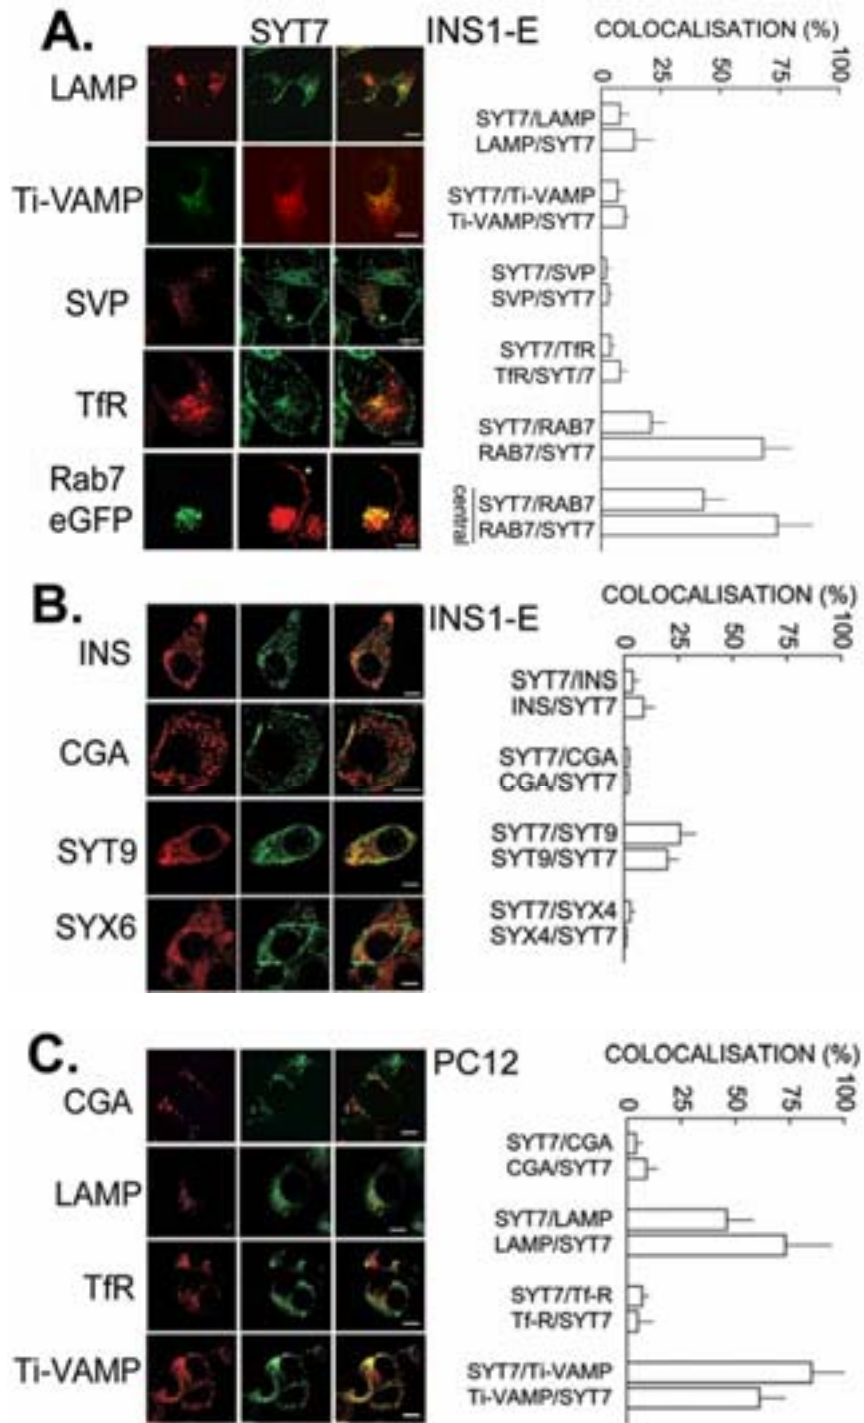 A. SYT7 INS1-E COLOCALISATION (%)
0 25 50 75 100
LAMP
SYT7/LAMP
LAMP/SYT7
Ti-VAMP
SYT7/Ti-VAMP
Ti-VAMP/SYT7
SVP
SYT7/SVP
SVP/SYT7
TfR
SYT7/TfR
TfR/SYT/7
Rab7
eGFP
SYT7/RAB7
RAB7/SYT7
central
SYT7/RAB7
RAB7/SYT7
B. INS1-E COLOCALISATION (%)
0 25 50 75 100
INS
SYT7/INS
INS/SYT7
CGA
SYT7/CGA
CGA/SYT7
SYT9
SYT7/SYT9
SYT9/SYT7
SYX6
SYT7/SYX4
SYX4/SYT7
C. PC12 COLOCALISATION (%)
0 25 50 75 100
CGA
SYT7/CGA
CGA/SYT7
LAMP
SYT7/LAMP
LAMP/SYT7
TfR
SYT7/Tf-R
Tf-R/SYT7
Ti-VAMP
SYT7/Ti-VAMP
Ti-VAMP/SYT7